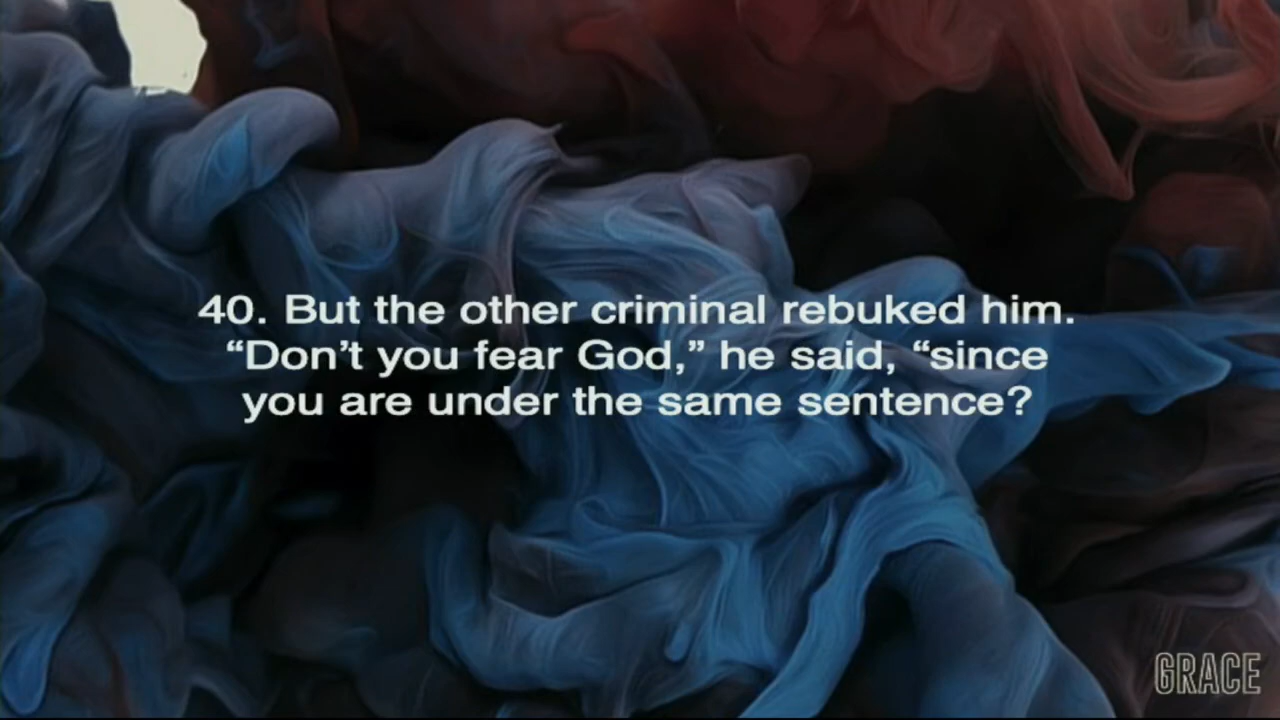 40. But the other criminal rebuked him.
“Don’t you fear God,” he said, “since
you are under the same sentence?
GRACE